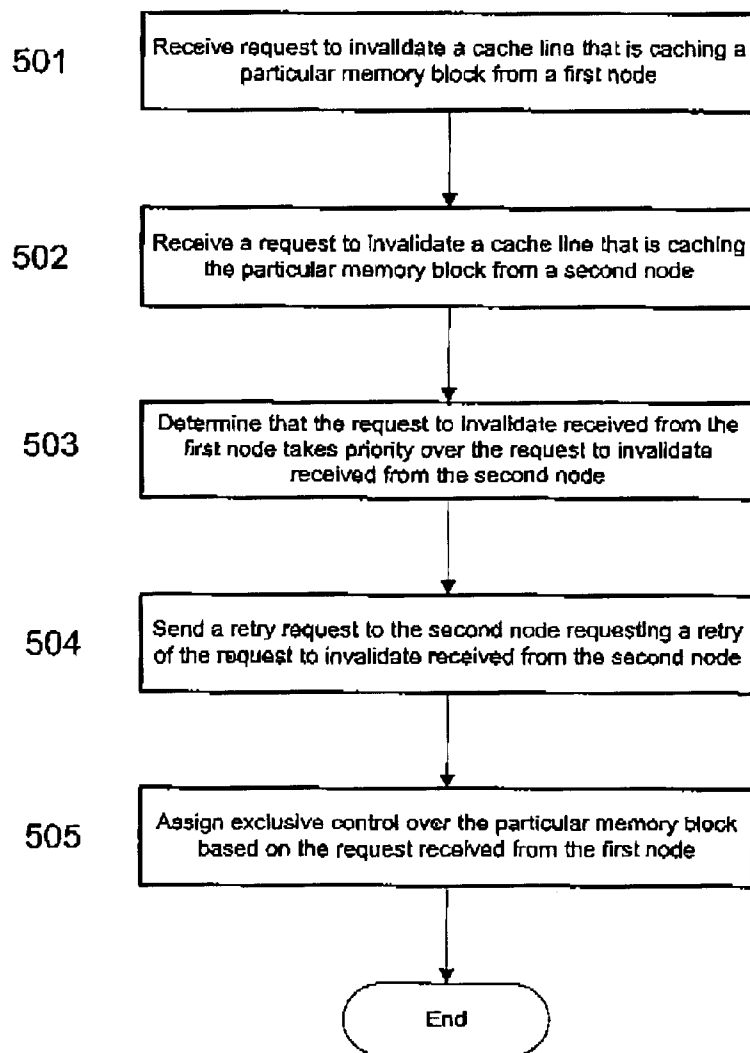 501
Receive request to invalidate a cache line that is caching a
particular memory block from a first node
502
Receive a request to Invalidate a cache line that is caching
the particular memory block from a second node
503
Determine that the request to Invalidate received from the
first node takes priority over the request to invalidate
received from the second node
504
Send a retry request to the second node requesting a retry
of the request to invalidate received from the second node
505
Assign exclusive control over the particular memory block
based on the request received from the first node
End